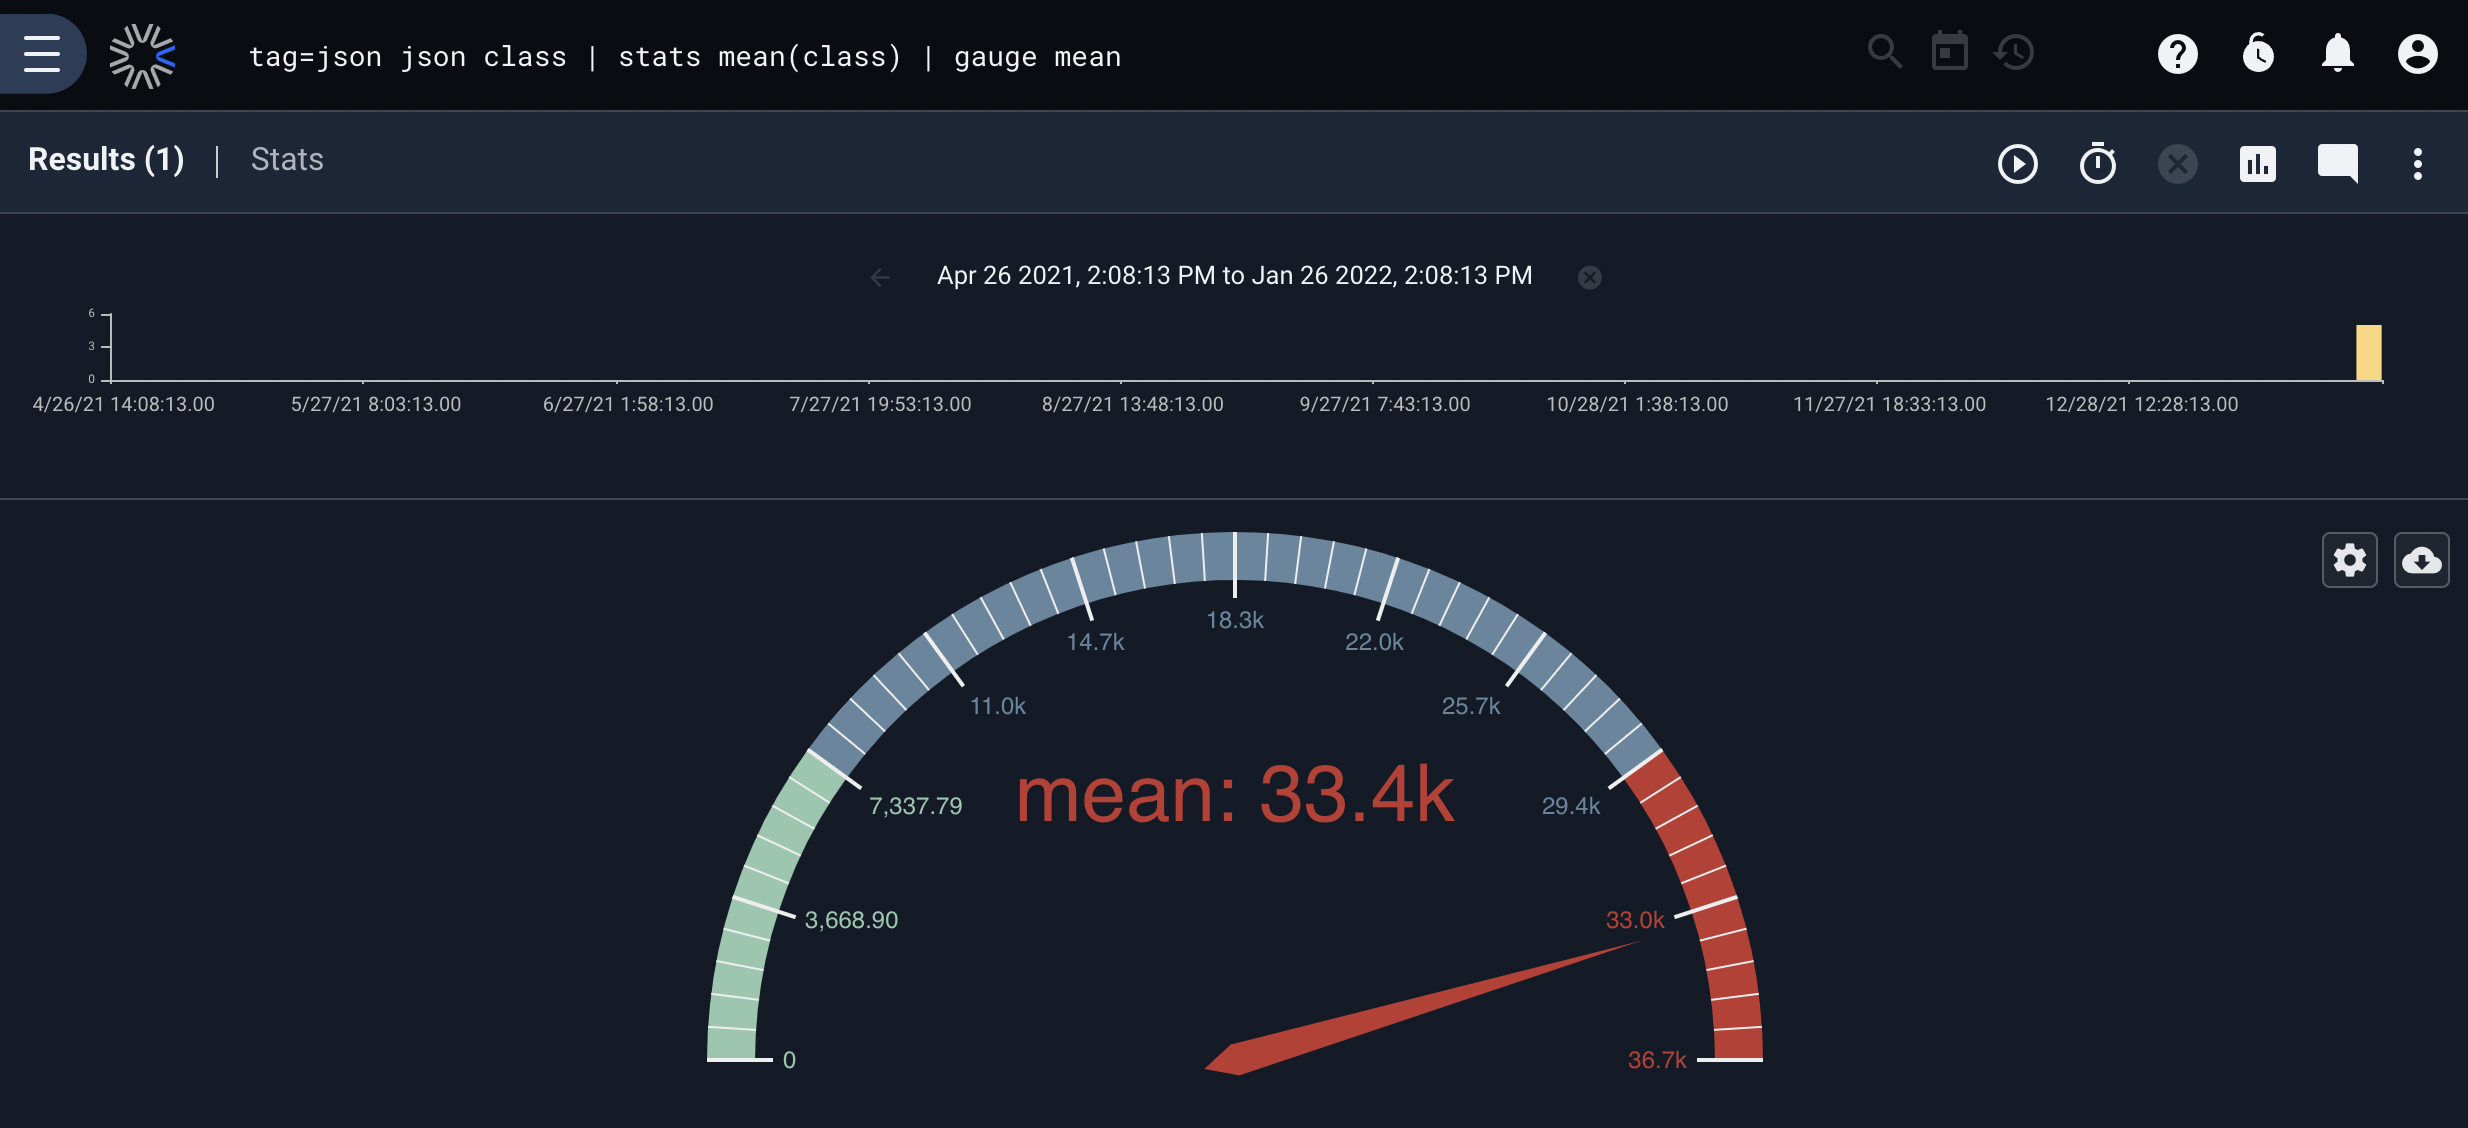 tag=json json class | stats mean(class) | gauge mean
Results (1) | Stats
Apr 26 2021, 2:08:13 PM to Jan 26 2022, 2:08:13 PM
6
3
0
4/26/21 14:08:13.00 5/27/21 8:03:13.00 6/27/21 1:58:13.00 7/27/21 19:53:13.00 8/27/21 13:48:13.00 9/27/21 7:43:13.00 10/28/21 1:38:13.00 11/27/21 18:33:13.00 12/28/21 12:28:13.00
18.3k
14.7k 22.0k
11.0k 25.7k
mean: 33.4k
7,337.79 29.4k
3,668.90 33.0k
0 36.7k